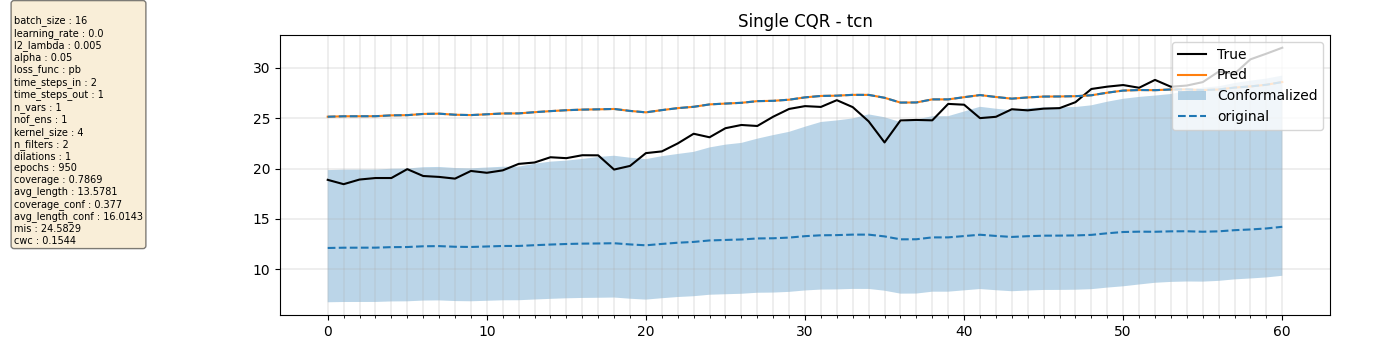 batch_size : 16
learning_rate : 0.0
l2_lambda : 0.005
alpha : 0.05
loss_func : pb
time_steps_in : 2
time_steps_out : 1
n_vars : 1
nof_ens : 1
kernel_size : 4
n_filters : 2
dilations : 1
epochs : 950
coverage : 0.7869
avg_length : 13.5781
coverage_conf : 0.377
avg_length_conf : 16.0143
mis : 24.5829
cwc : 0.1544
Single CQR - tcn
True
Pred
Conformalized
original
30
25
20
15
10
0 10 20 30 40 50 60